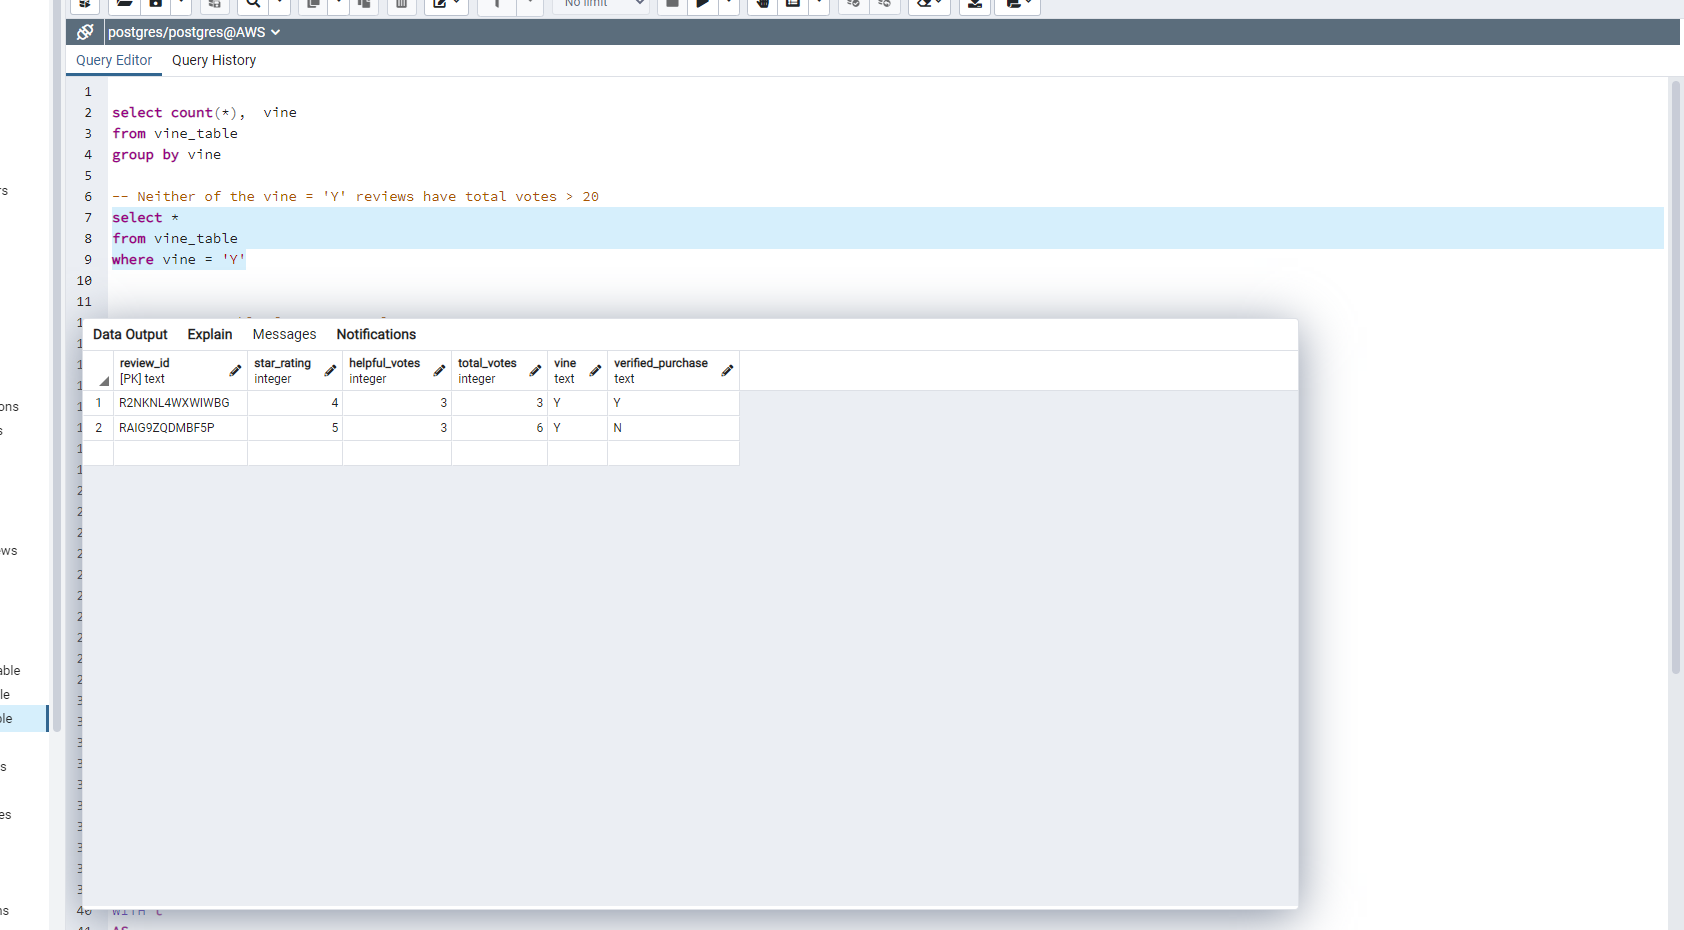 No limit
postgres/postgres@AWS
Query Editor Query History
1
2 select count(*),  vine
3 from vine_table
4 group by vine
5
6 -- Neither of the vine = 'Y' reviews have total votes > 20
7 select *
8 from vine_table
9 where vine = 'Y'
10
11
Data Output Explain Messages Notifications
review_id star_rating helpful_votes total_votes vine verified_purchase
[PK] text integer integer integer text text
1 R2NKNL4WXWIWBG 4 3 3 Y Y
2 RAIG9ZQDMBF5P 5 3 6 Y N
40 WITH t
41 AS
rs
ons
s
ews
able
le
ble
s
es
ns